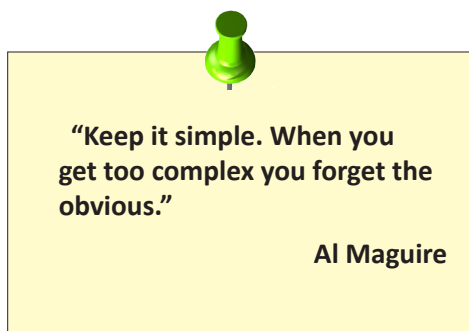 “Keep it simple. When you
get too complex you forget the
obvious.”
Al Maguire